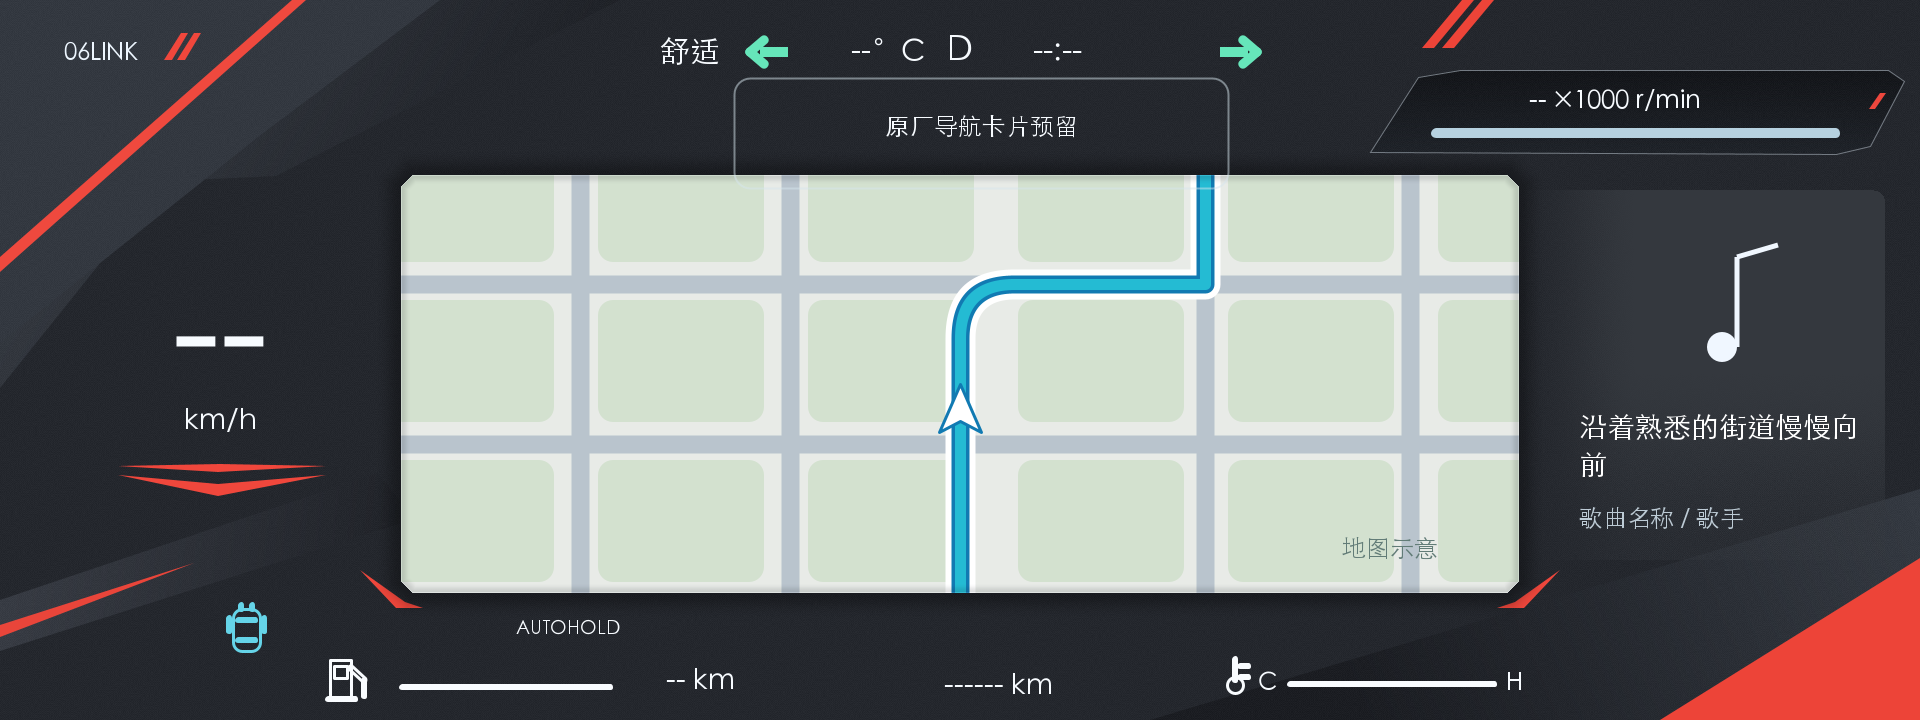 06LINK
舒适
--° C
D
--:--
原厂导航卡片预留
-- ×1000 r/min
--
km/h
沿着熟悉的街道慢慢向
前
歌曲名称 / 歌手
地图示意
AUTOHOLD
-- km
------ km
C
H